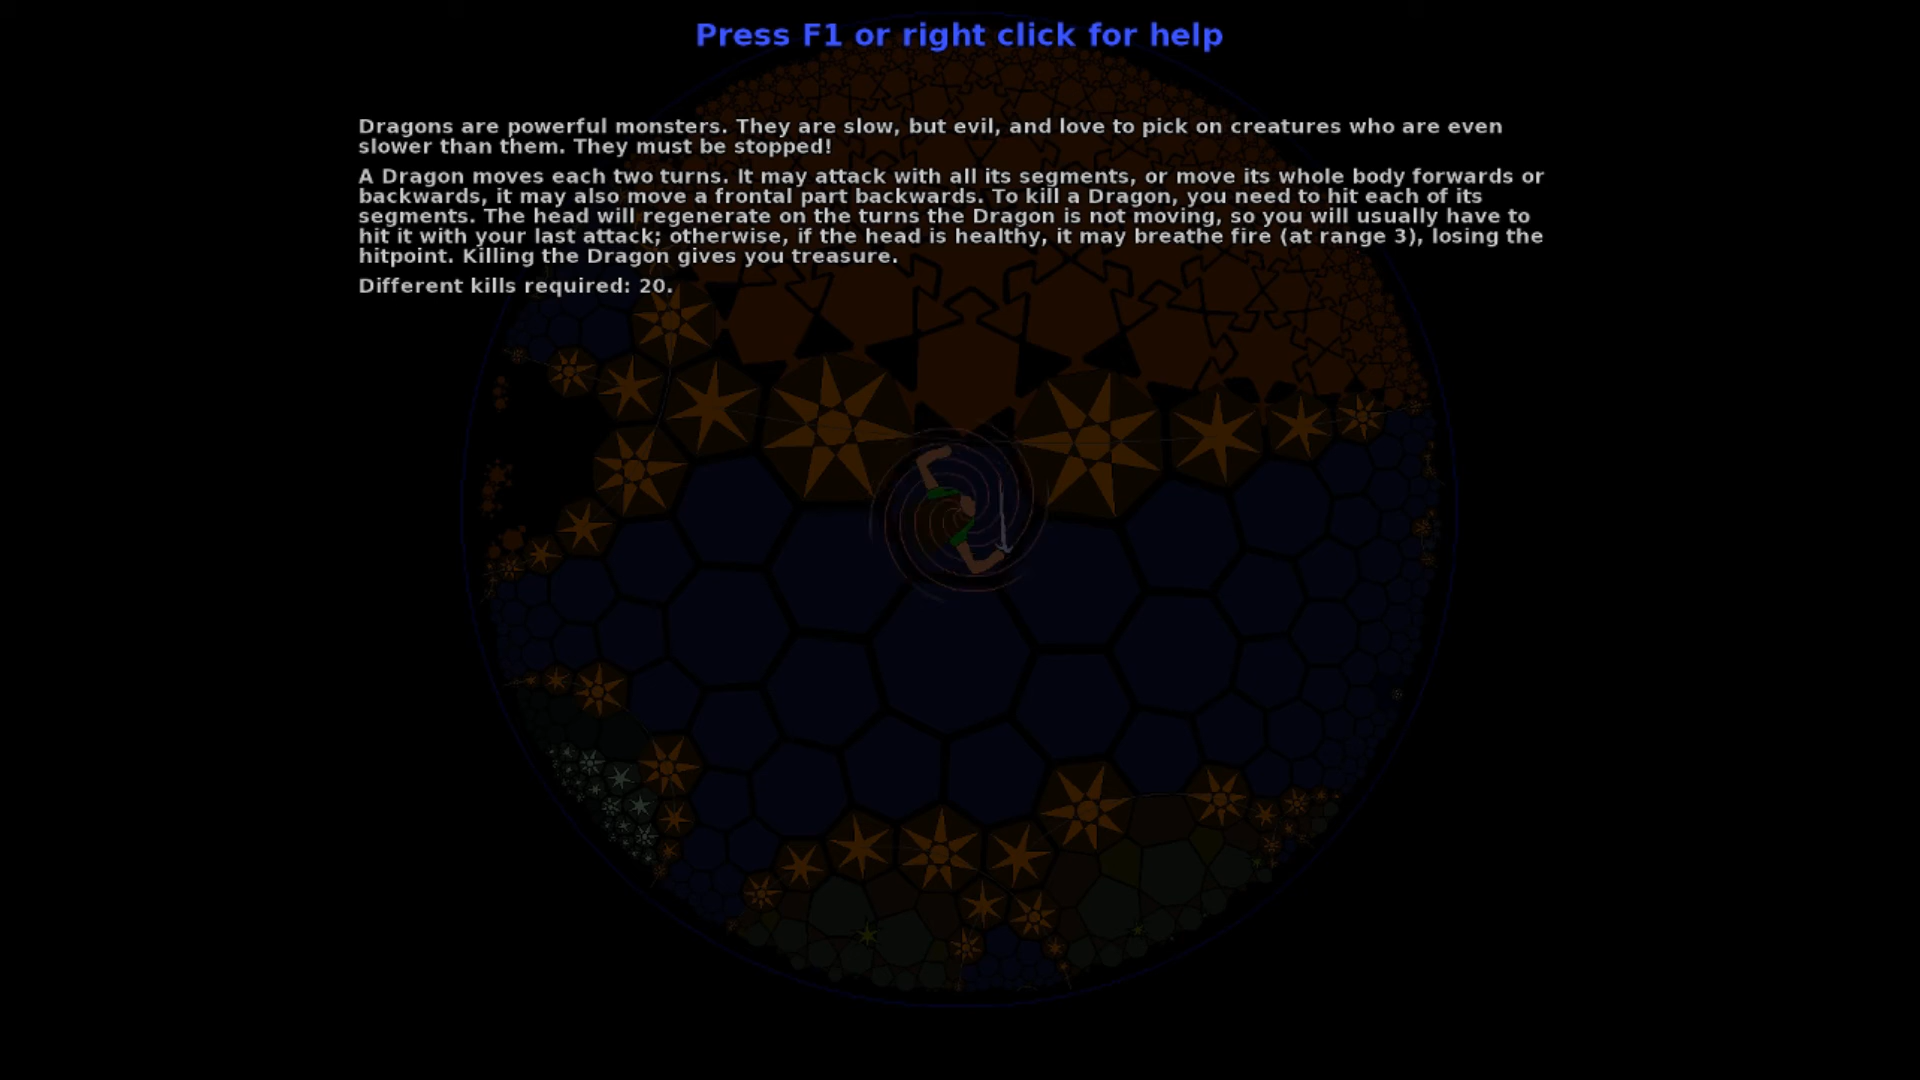 Press F1 or right click for help
Dragons are powerful monsters. They are slow, but evil, and love to pick on creatures who are even
slower than them. They must be stopped!
A Dragon moves each two turns. It may attack with all its segments, or move its whole body forwards or
backwards, it may also move a frontal part backwards. To kill a Dragon, you need to hit each of its
segments. The head will regenerate on the turns the Dragon is not moving, so you will usually have to
hit it with your last attack; otherwise, if the head is healthy, it may breathe fire (at range 3), losing the
hitpoint. Killing the Dragon gives you treasure.
Different kills required: 20.